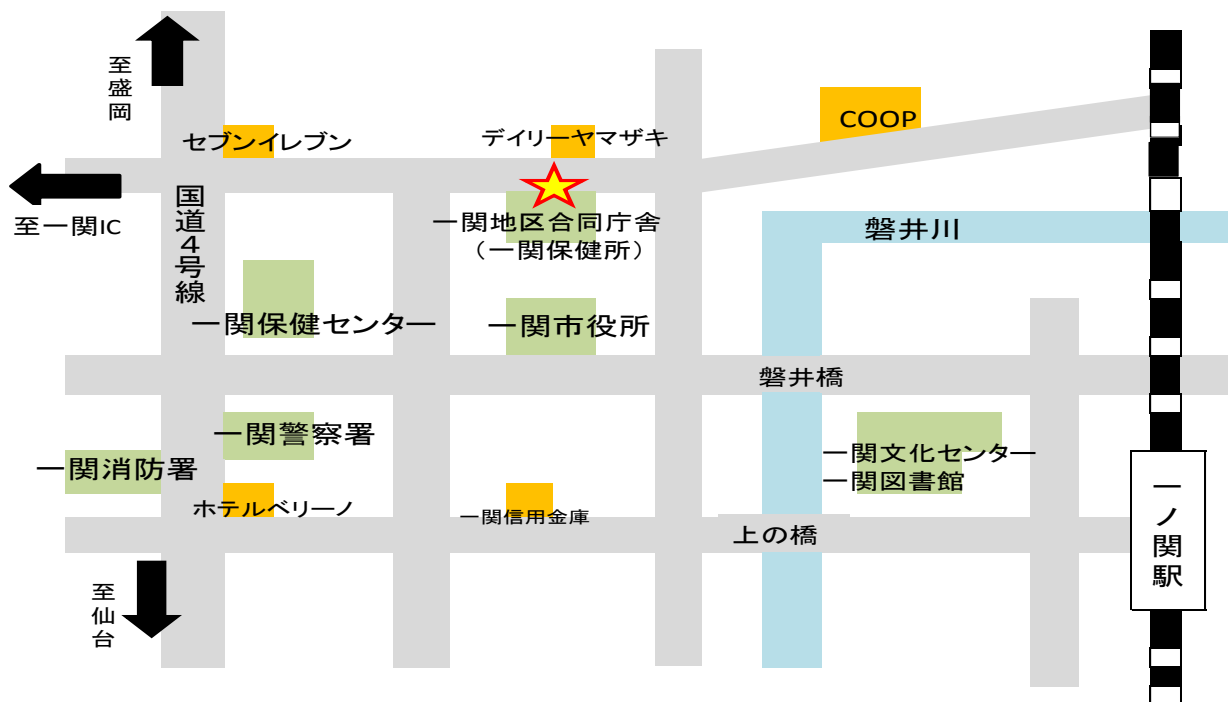 至盛岡
COOP
セブンイレブン
デイリーヤマザキ
至一関IC
国道4号線
一関地区合同庁舎
（一関保健所）
磐井川
一関保健センター
一関市役所
磐井橋
一関警察署
一関消防署
一関文化センター
一関図書館
ホテルベリーノ
一関信用金庫
上の橋
一ノ関駅
至仙台